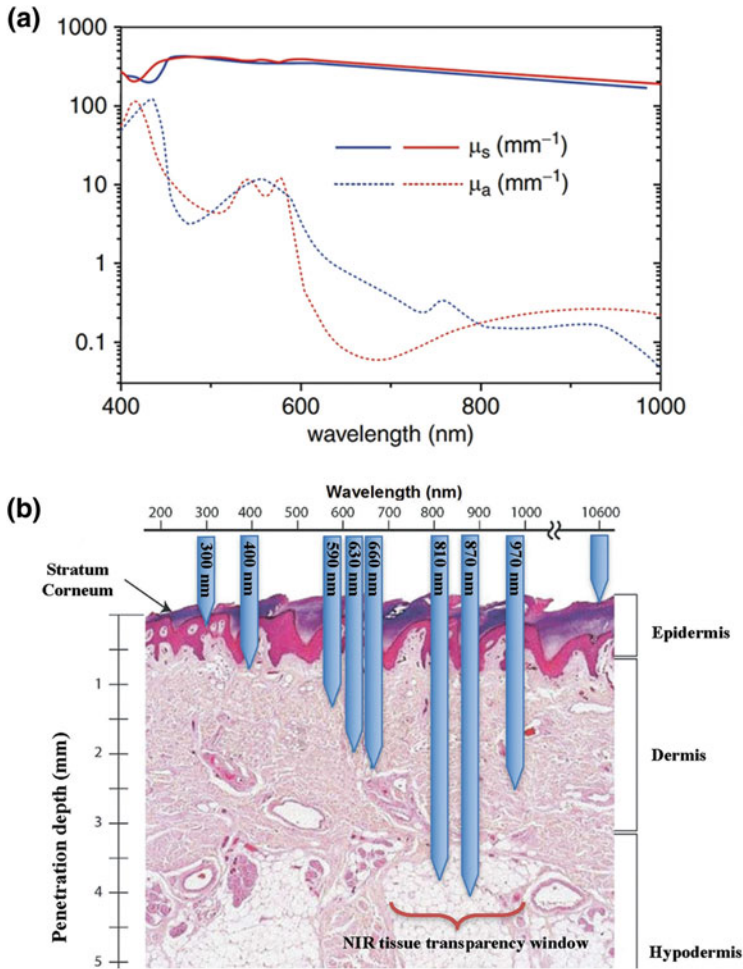 (a)
1000
100
10
1
0.1
μs (mm⁻¹)
μa (mm⁻¹)
400 600 800 1000
wavelength (nm)
(b)
Wavelength (nm)
200 300 400 500 600 700 800 900 1000 10600
300 nm
400 nm
590 nm
630 nm
660 nm
810 nm
870 nm
970 nm
Stratum
Corneum
Epidermis
Dermis
Hypodermis
Penetration depth (mm)
1
2
3
4
5
NIR tissue transparency window